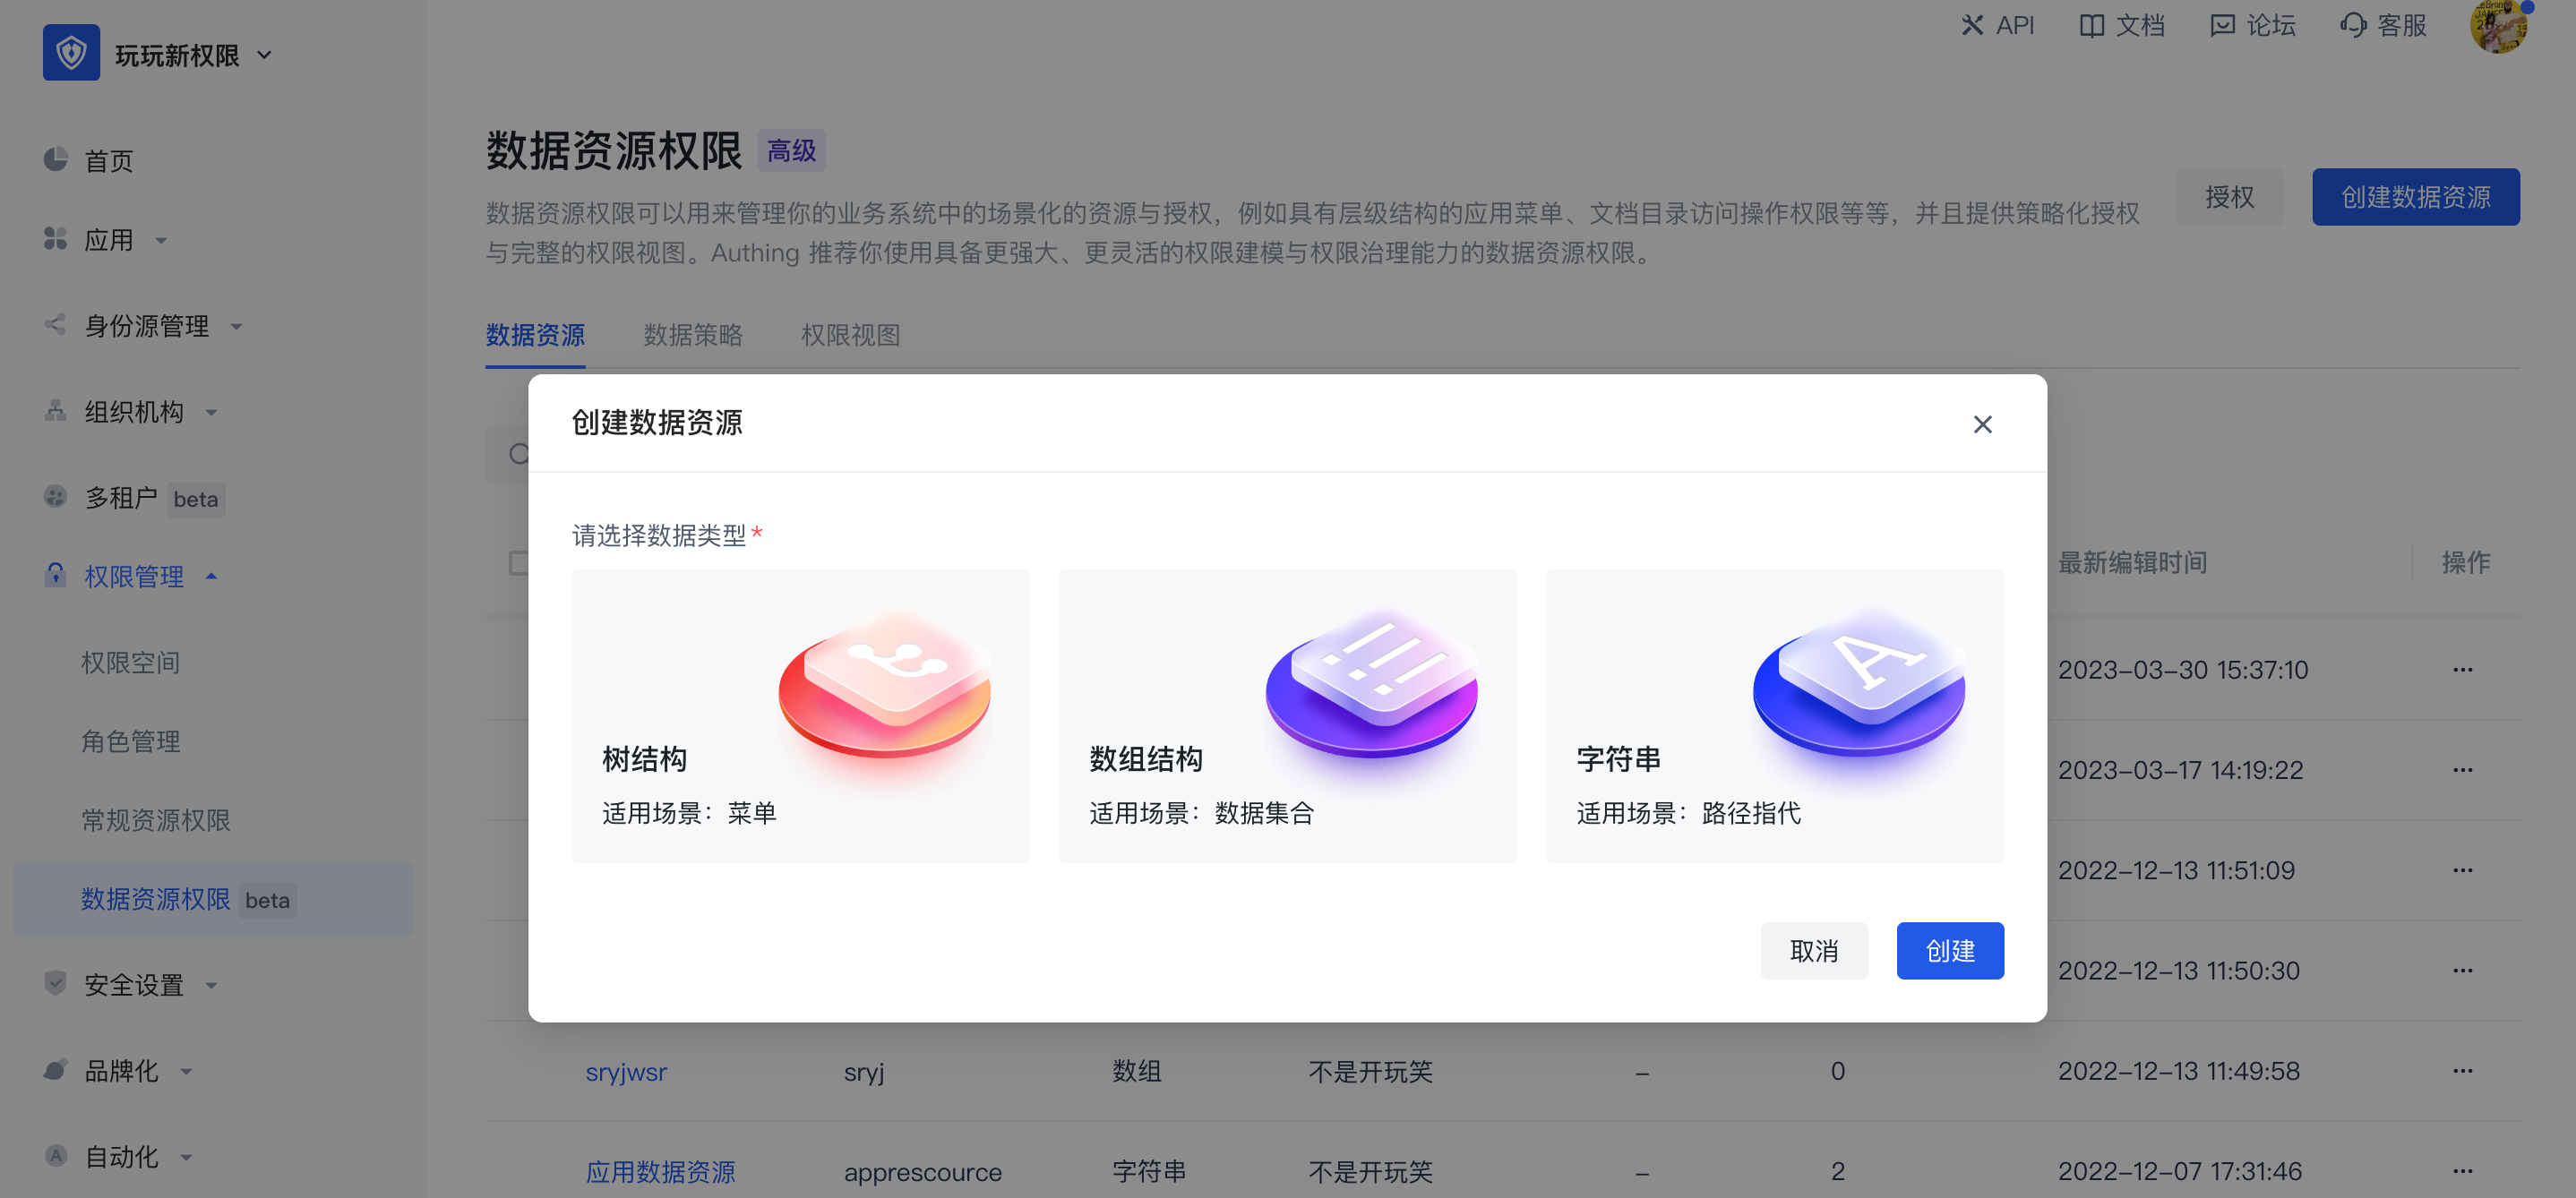 玩玩新权限
API
文档
论坛
客服
首页
应用
身份源管理
组织机构
多租户 beta
权限管理
权限空间
角色管理
常规资源权限
数据资源权限 beta
安全设置
品牌化
自动化
数据资源权限 高级
数据资源权限可以用来管理你的业务系统中的场景化的资源与授权，例如具有层级结构的应用菜单、文档目录访问操作权限等等，并且提供策略化授权
与完整的权限视图。Authing 推荐你使用具备更强大、更灵活的权限建模与权限治理能力的数据资源权限。
授权
创建数据资源
数据资源 数据策略 权限视图
创建数据资源
请选择数据类型*
树结构
适用场景：菜单
数组结构
适用场景：数据集合
字符串
适用场景：路径指代
取消
创建
最新编辑时间 操作
2023-03-30 15:37:10 ···
2023-03-17 14:19:22 ···
2022-12-13 11:51:09 ···
2022-12-13 11:50:30 ···
sryjwsr sryj 数组 不是开玩笑 – 0 2022-12-13 11:49:58 ···
应用数据资源 apprescource 字符串 不是开玩笑 – 2 2022-12-07 17:31:46 ···